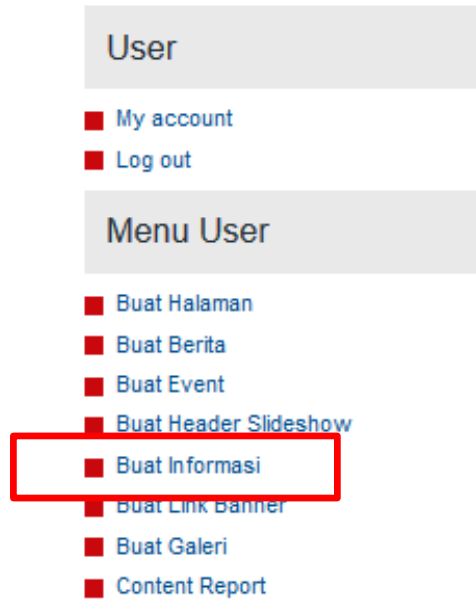 User
My account
Log out
Menu User
Buat Halaman
Buat Berita
Buat Event
Buat Header Slideshow
Buat Informasi
Buat Link Banner
Buat Galeri
Content Report